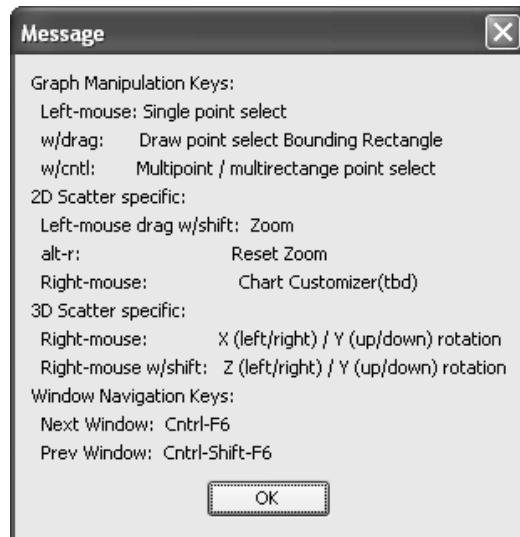 Message
Graph Manipulation Keys:
Left-mouse: Single point select
w/drag: Draw point select Bounding Rectangle
w/cntl: Multipoint / multirectange point select
2D Scatter specific:
Left-mouse drag w/shift: Zoom
alt-r: Reset Zoom
Right-mouse: Chart Customizer(tbd)
3D Scatter specific:
Right-mouse: X (left/right) / Y (up/down) rotation
Right-mouse w/shift: Z (left/right) / Y (up/down) rotation
Window Navigation Keys:
Next Window: Cntrl-F6
Prev Window: Cntrl-Shift-F6
OK